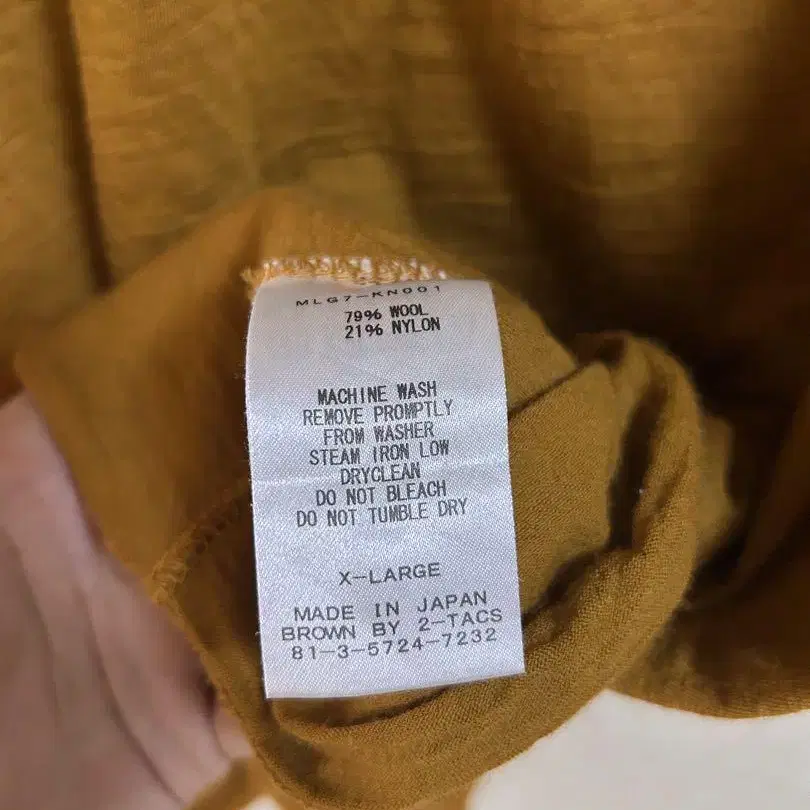 MLG7-KN001
79% WOOL
21% NYLON
MACHINE WASH
REMOVE PROMPTLY
FROM WASHER
STEAM IRON LOW
DRYCLEAN
DO NOT BLEACH
DO NOT TUMBLE DRY
X-LARGE
MADE IN JAPAN
BROWN BY 2-TACS
81-3-5724-7232